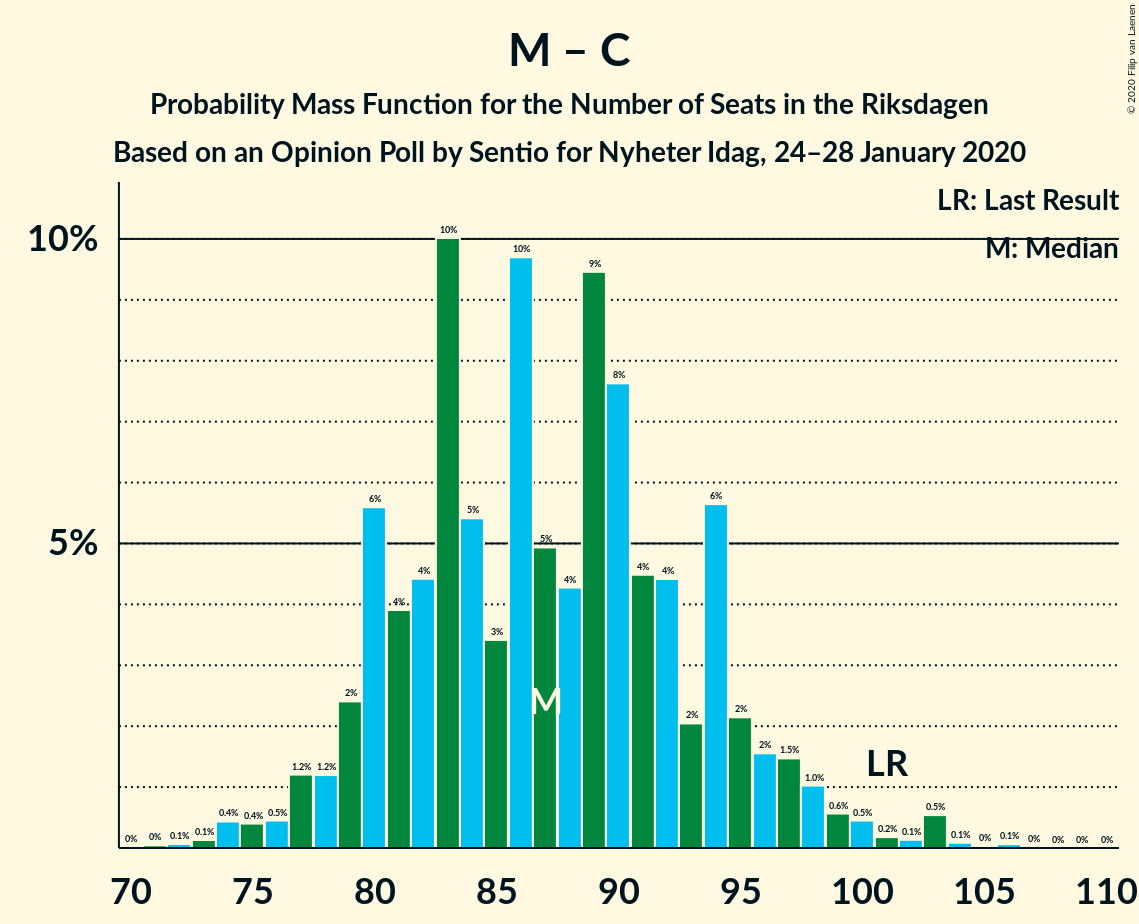 M – C
Probability Mass Function for the Number of Seats in the Riksdagen
Based on an Opinion Poll by Sentio for Nyheter Idag, 24–28 January 2020
© 2020 Filip van Laenen
LR: Last Result
M: Median
10%
5%
0% 0% 0.1% 0.1% 0.4% 0.4% 0.5% 1.2% 1.2% 2% 6% 4% 4% 10% 5% 3% 10% 5% 4% 9% 8% 4% 4% 2% 6% 2% 2% 1.5% 1.0% 0.6% 0.5% 0.2% 0.1% 0.5% 0.1% 0% 0.1% 0% 0% 0% 0%
M
LR
70 75 80 85 90 95 100 105 110